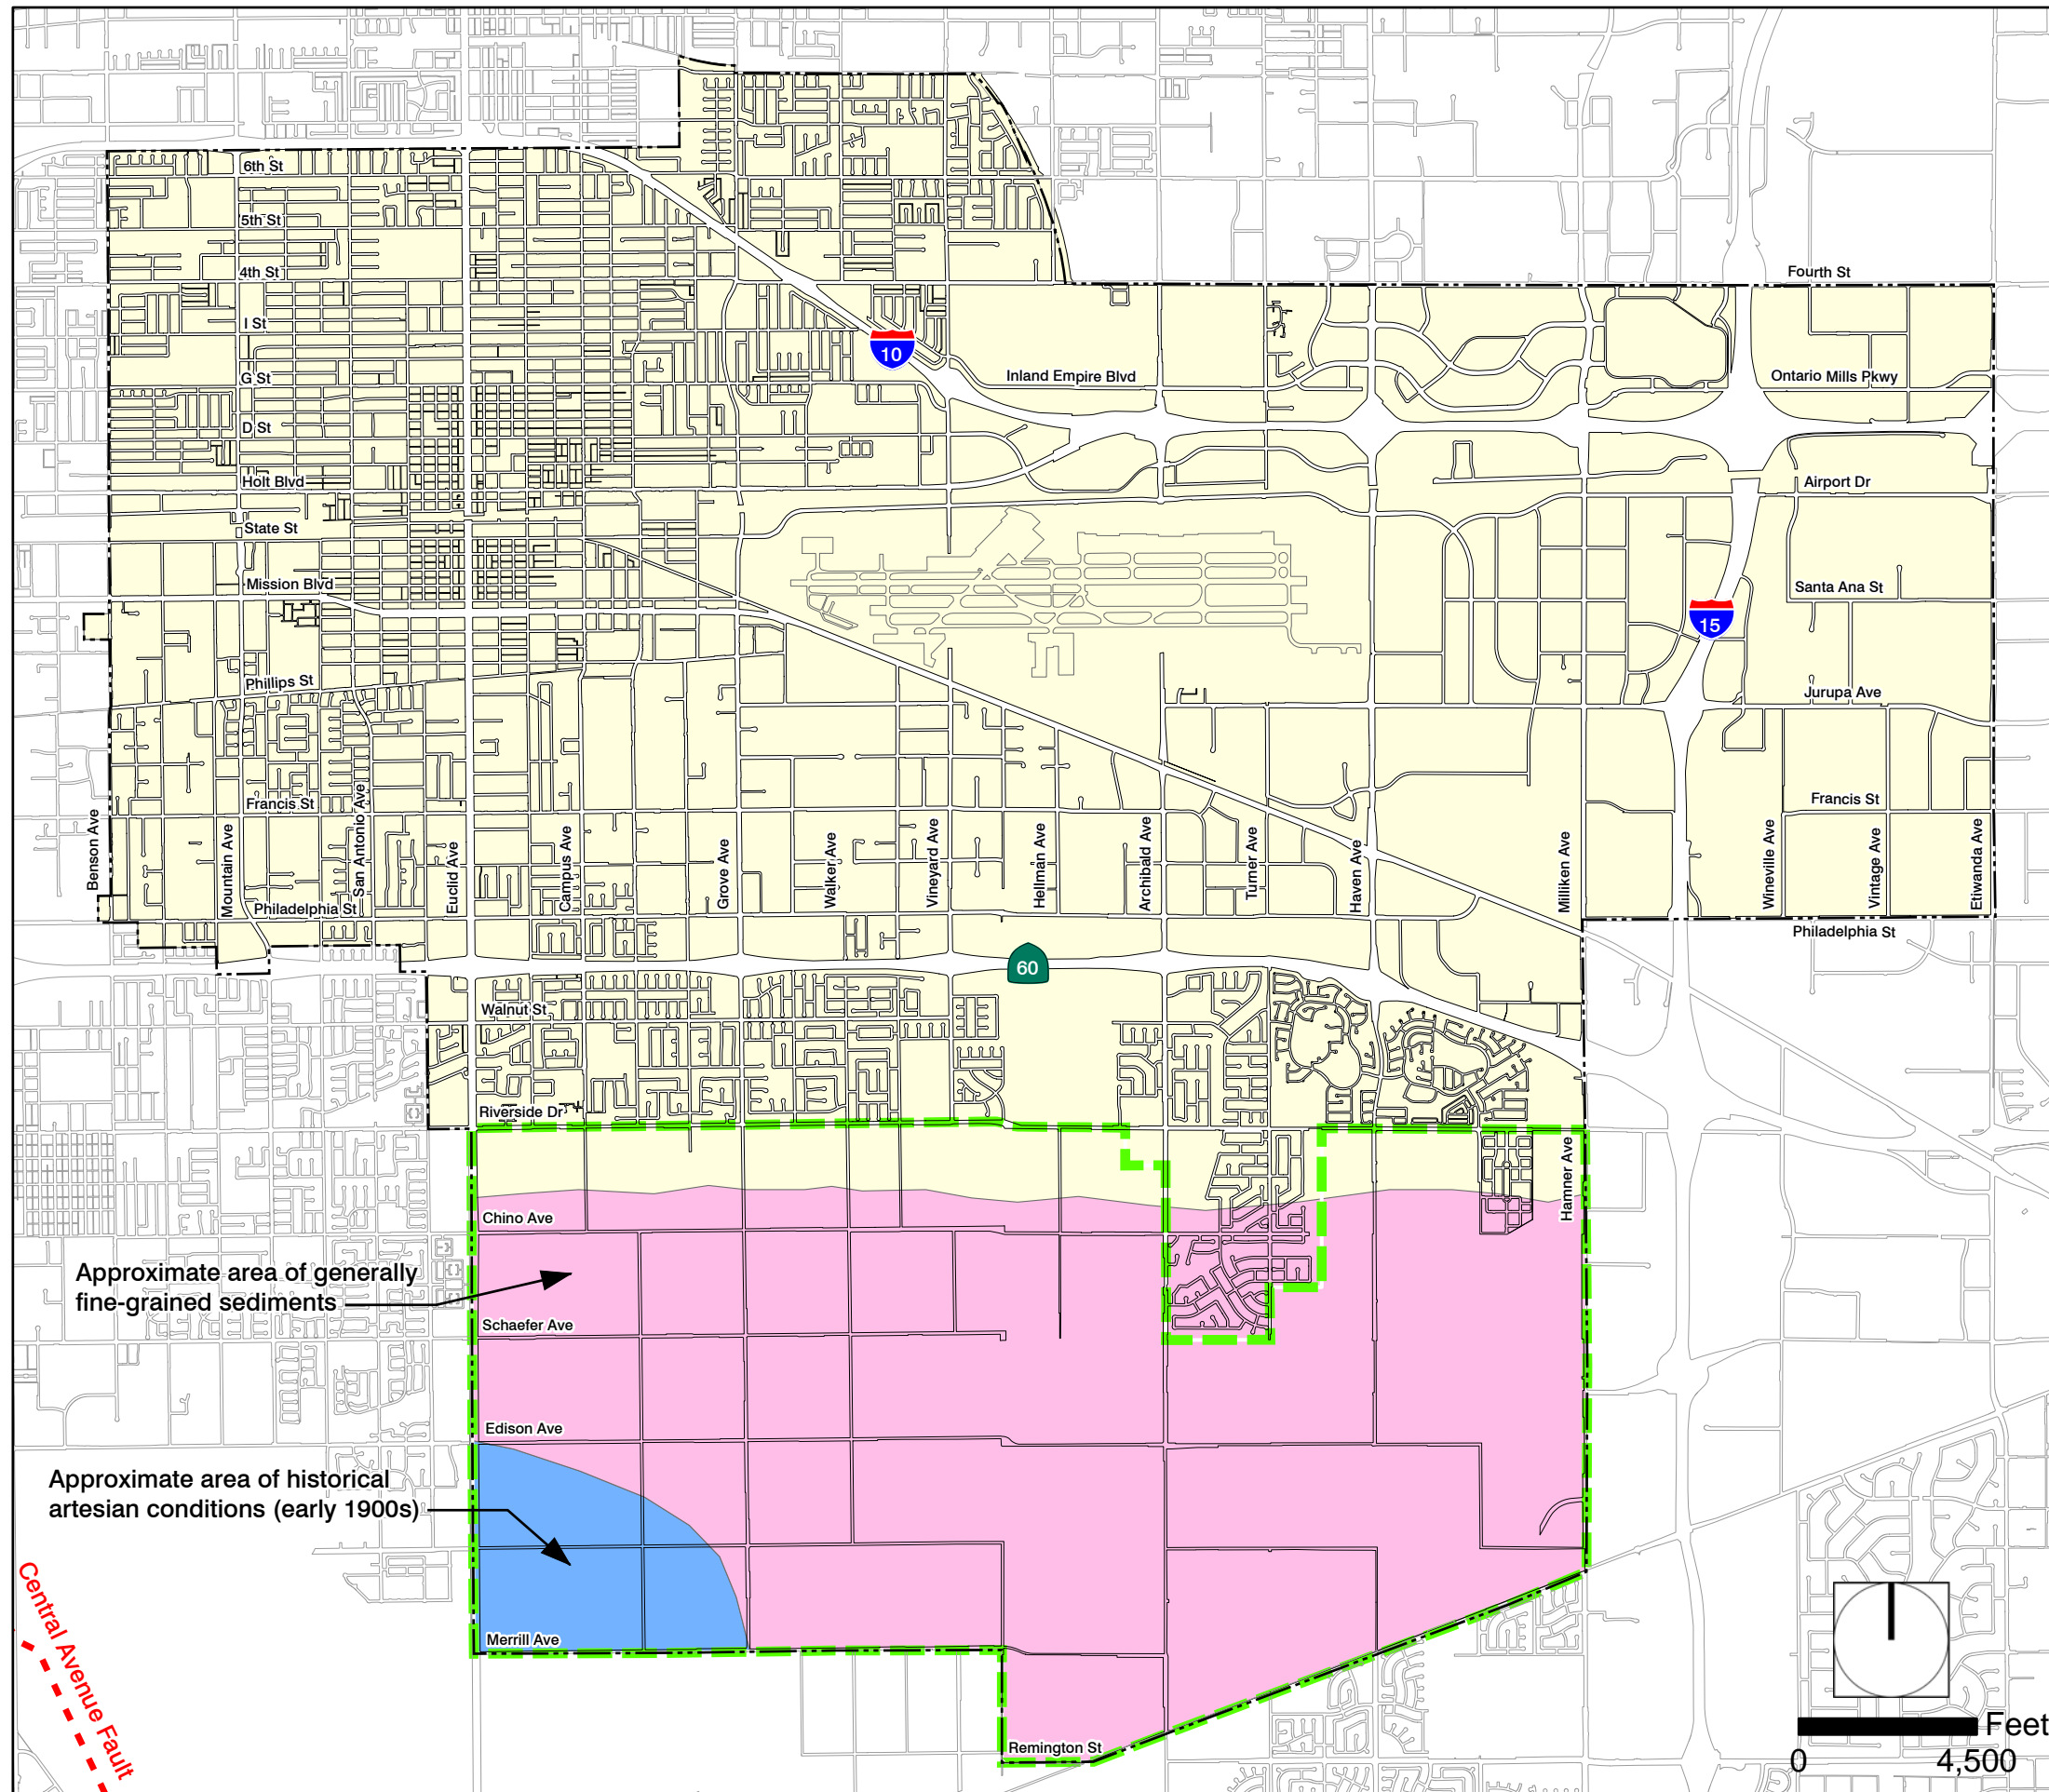 6th St
5th St
4th St
Fourth St
I St
10
G St
Inland Empire Blvd
Ontario Mills Pkwy
D St
Holt Blvd
Airport Dr
State St
Mission Blvd
Santa Ana St
15
Phillips St
Jurupa Ave
Francis St
Francis St
Benson Ave
Mountain Ave
San Antonio Ave
Euclid Ave
Campus Ave
Grove Ave
Walker Ave
Vineyard Ave
Hellman Ave
Archibald Ave
Turner Ave
Haven Ave
Milliken Ave
Wineville Ave
Vintage Ave
Etiwanda Ave
Philadelphia St
Philadelphia St
60
Walnut St
Riverside Dr
Hamner Ave
Chino Ave
Approximate area of generally
fine-grained sediments
Schaefer Ave
Edison Ave
Approximate area of historical
artesian conditions (early 1900s)
Central Avenue Fault
Merrill Ave
Remington St
Feet
0 4,500